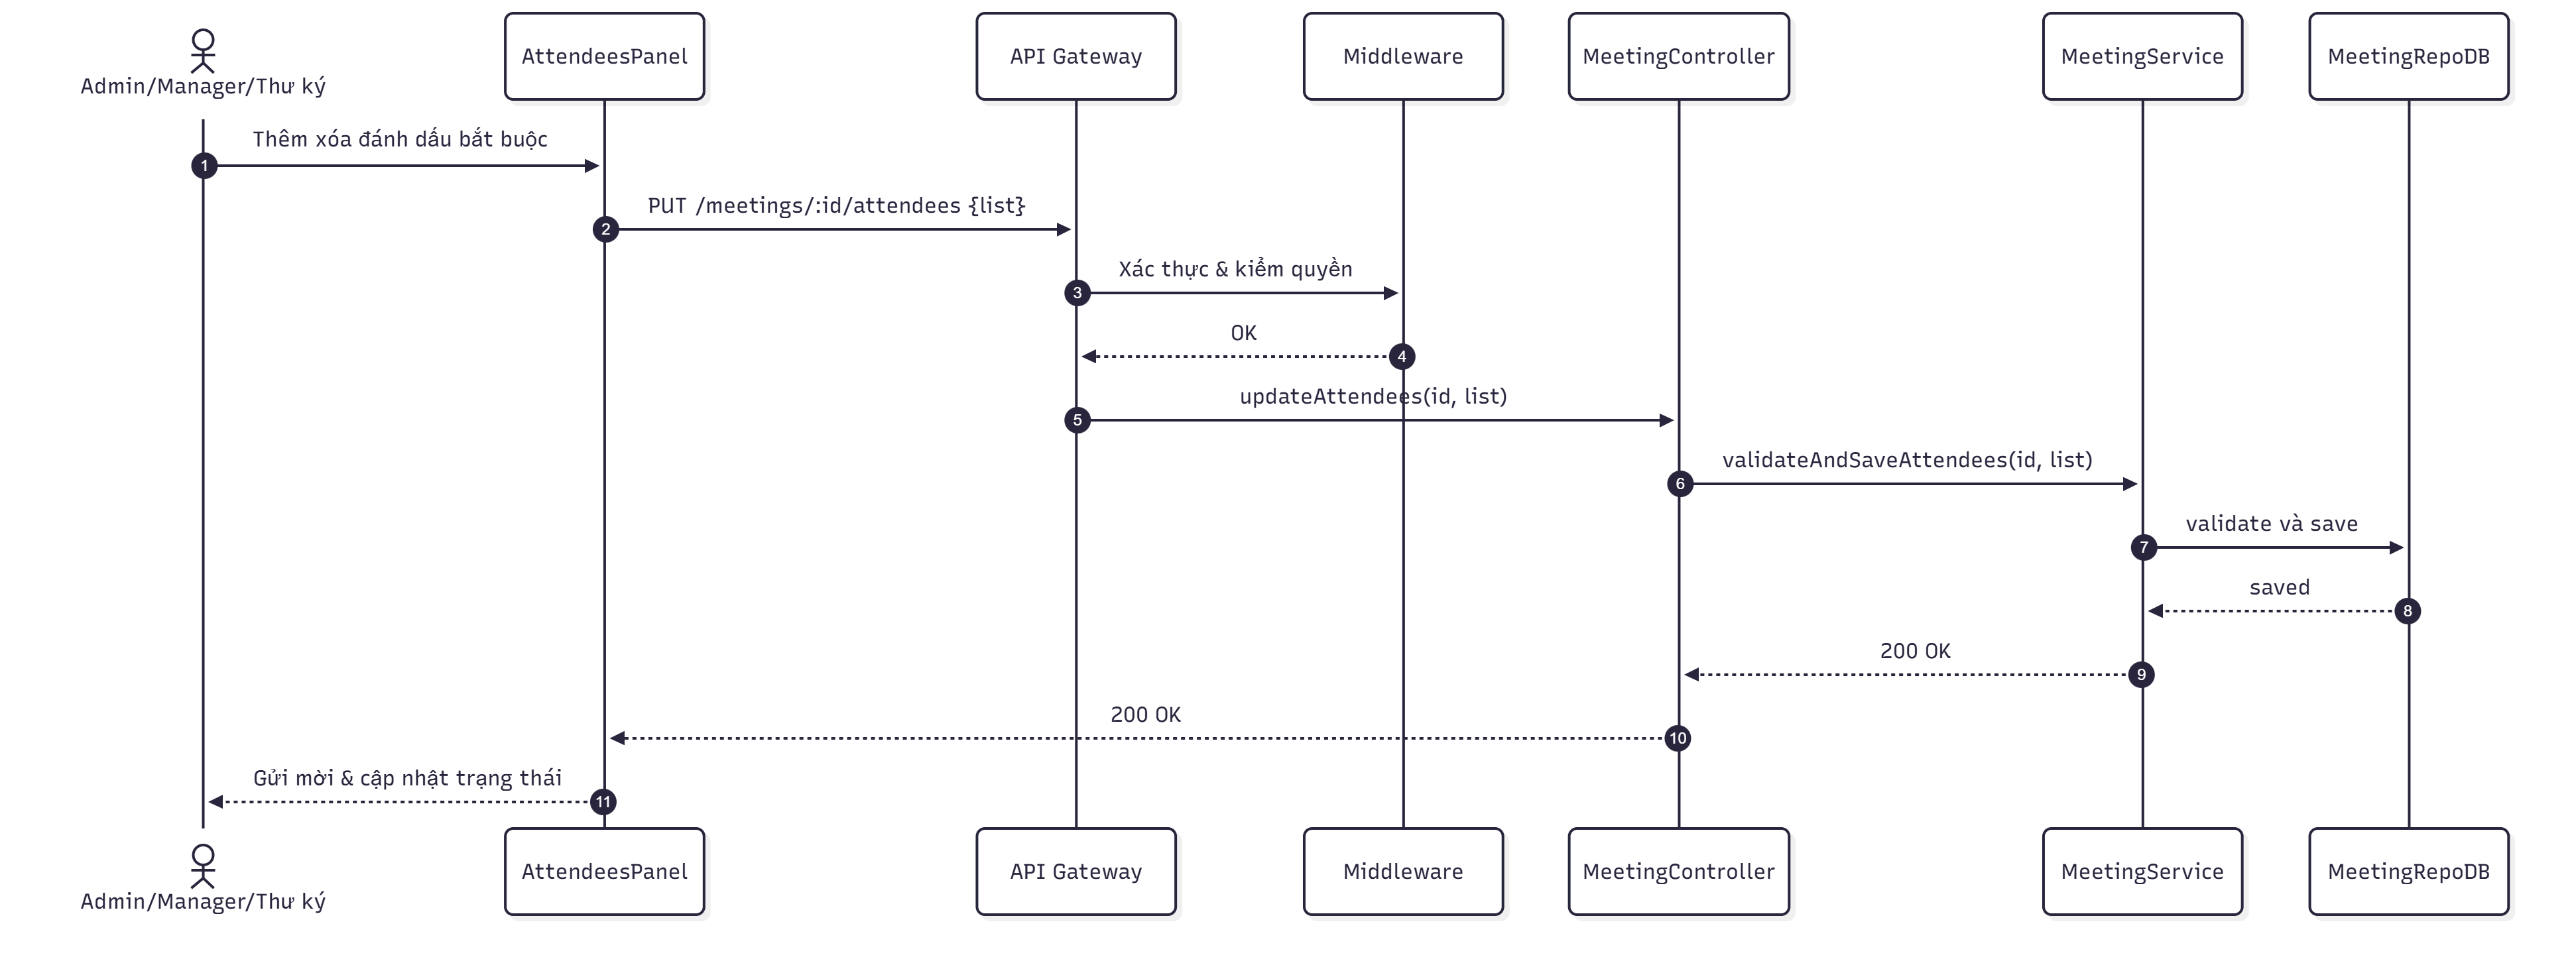 Admin/Manager/Thư ký
AttendeesPanel
API Gateway
Middleware
MeetingController
MeetingService
MeetingRepoDB
Thêm xóa đánh dấu bắt buộc
1
PUT /meetings/:id/attendees {list}
2
Xác thực & kiểm quyền
3
OK
4
updateAttendees(id, list)
5
validateAndSaveAttendees(id, list)
6
validate và save
7
saved
8
200 OK
9
200 OK
10
Gửi mời & cập nhật trạng thái
11
Admin/Manager/Thư ký
AttendeesPanel
API Gateway
Middleware
MeetingController
MeetingService
MeetingRepoDB